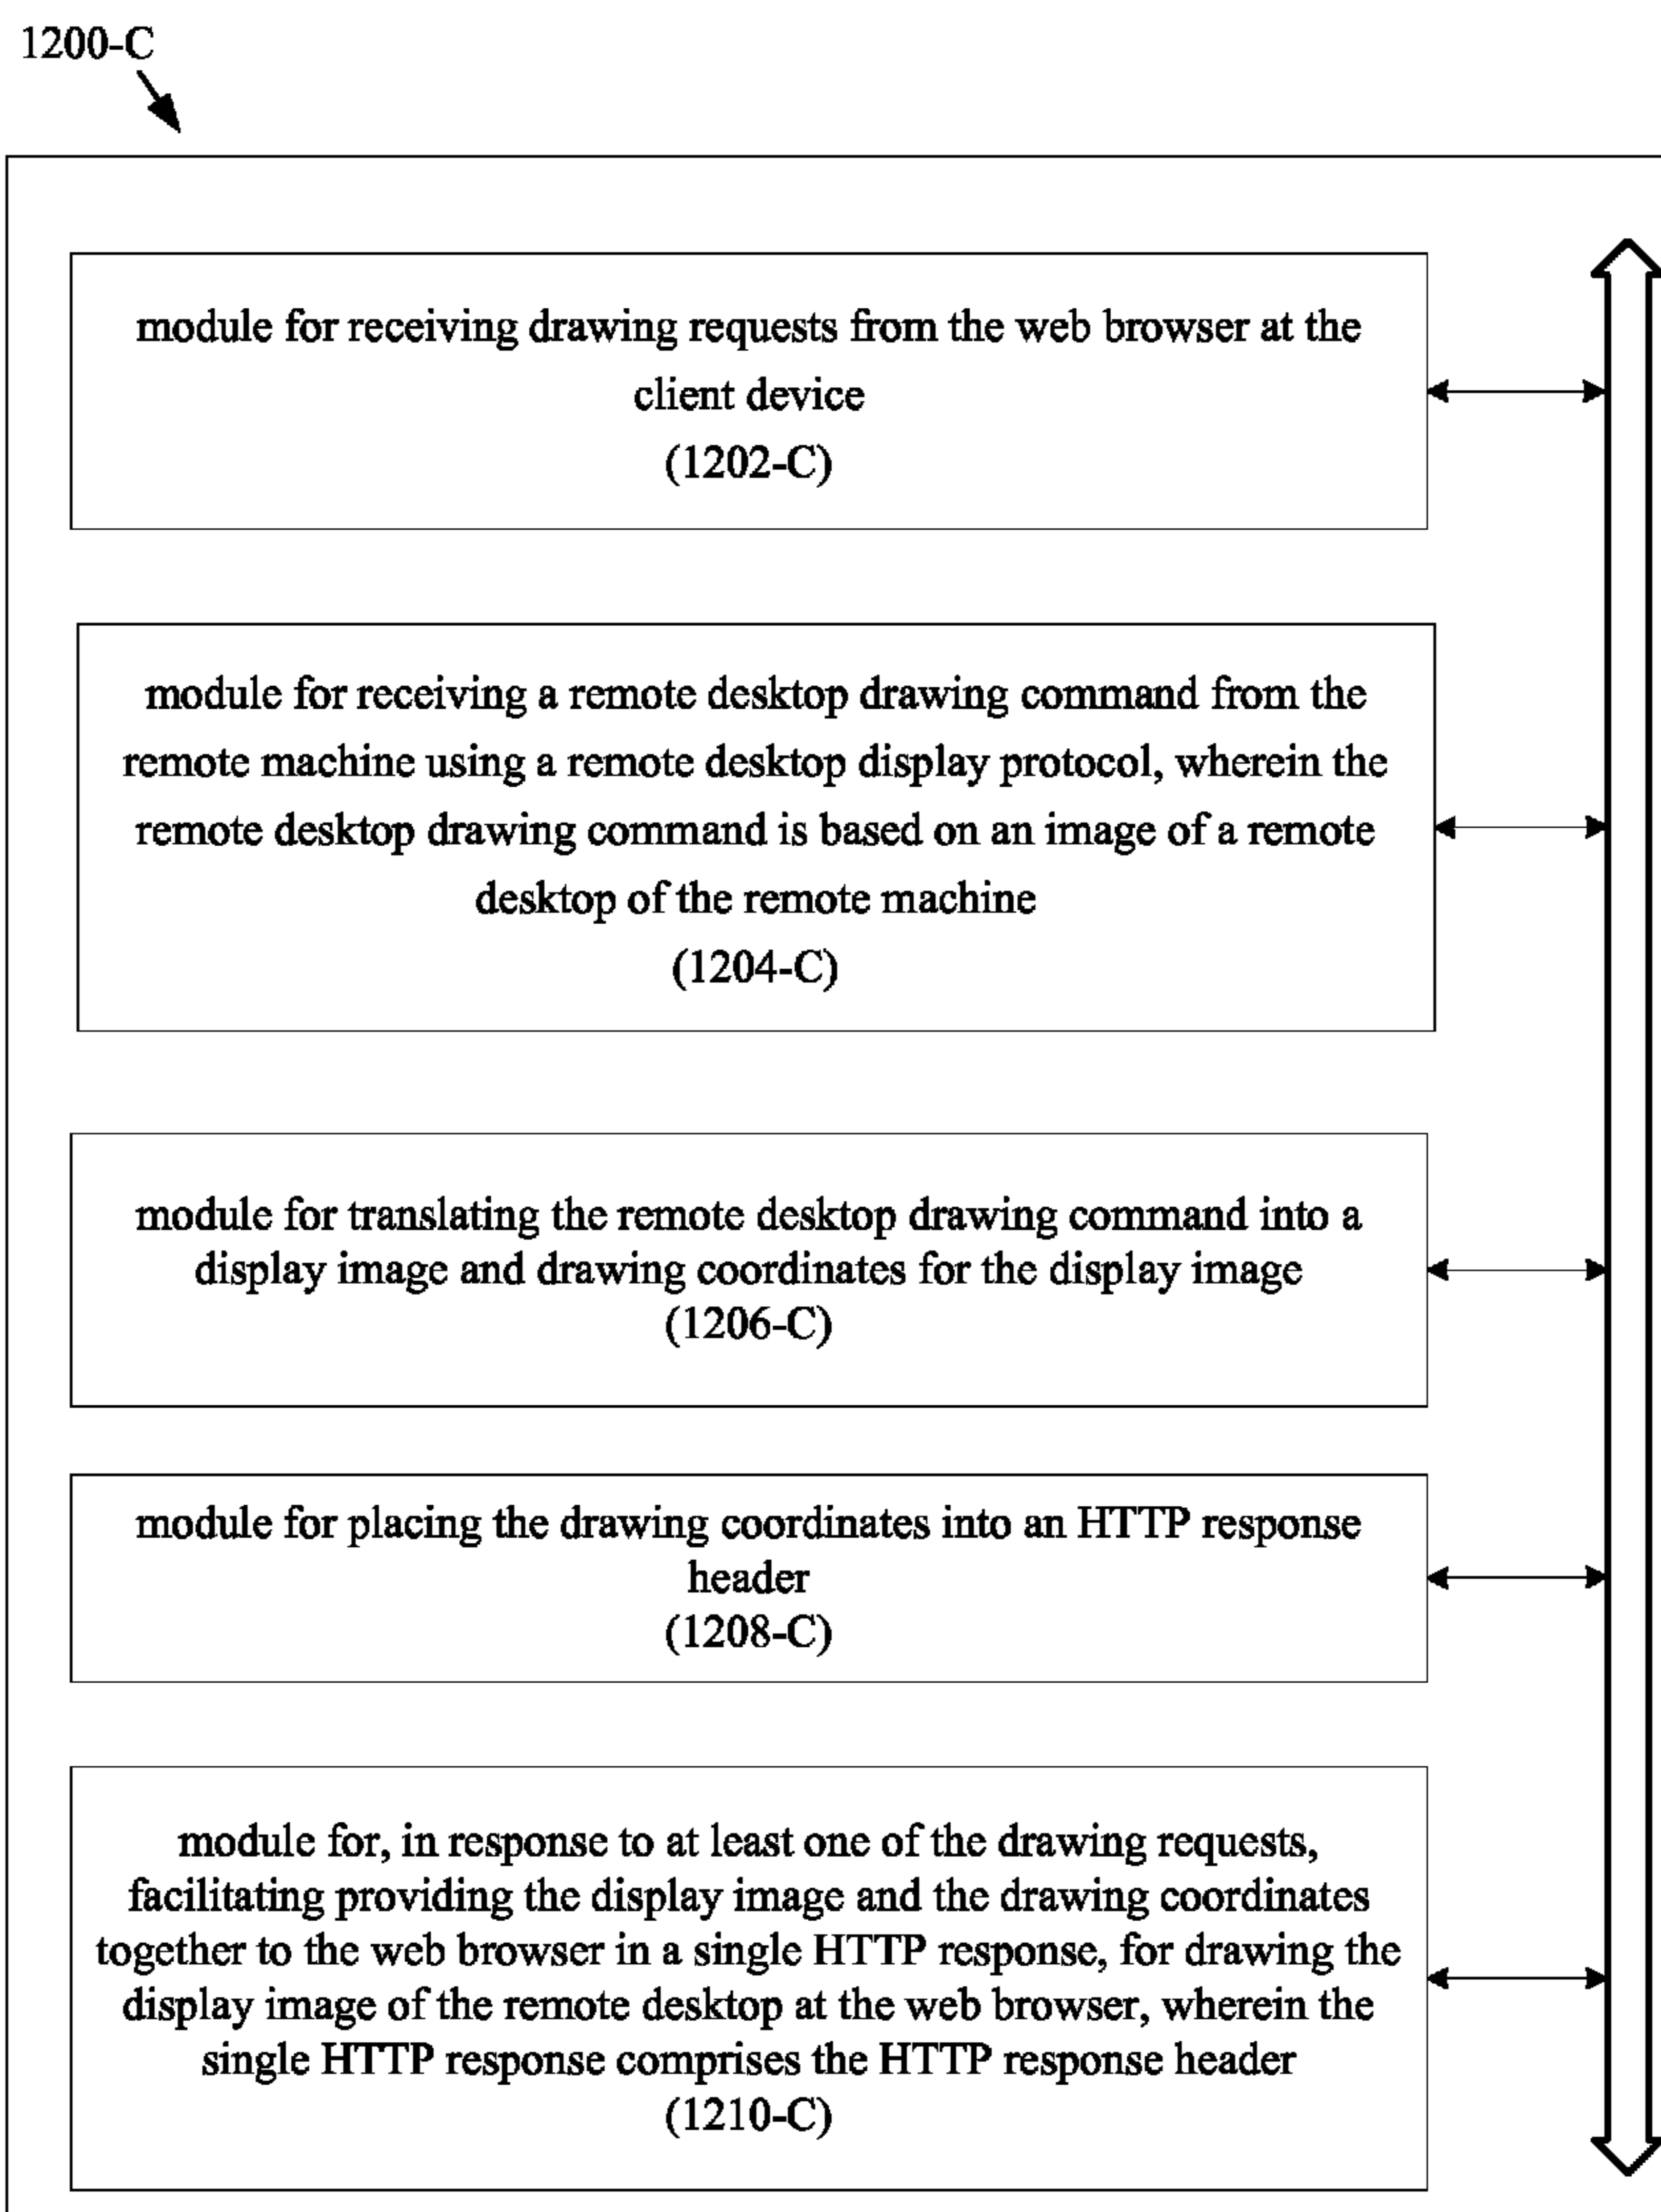 1200-C
module for receiving drawing requests from the web browser at the
client device
(1202-C)
module for receiving a remote desktop drawing command from the
remote machine using a remote desktop display protocol, wherein the
remote desktop drawing command is based on an image of a remote
desktop of the remote machine
(1204-C)
module for translating the remote desktop drawing command into a
display image and drawing coordinates for the display image
(1206-C)
module for placing the drawing coordinates into an HTTP response
header
(1208-C)
module for, in response to at least one of the drawing requests,
facilitating providing the display image and the drawing coordinates
together to the web browser in a single HTTP response, for drawing the
display image of the remote desktop at the web browser, wherein the
single HTTP response comprises the HTTP response header
(1210-C)